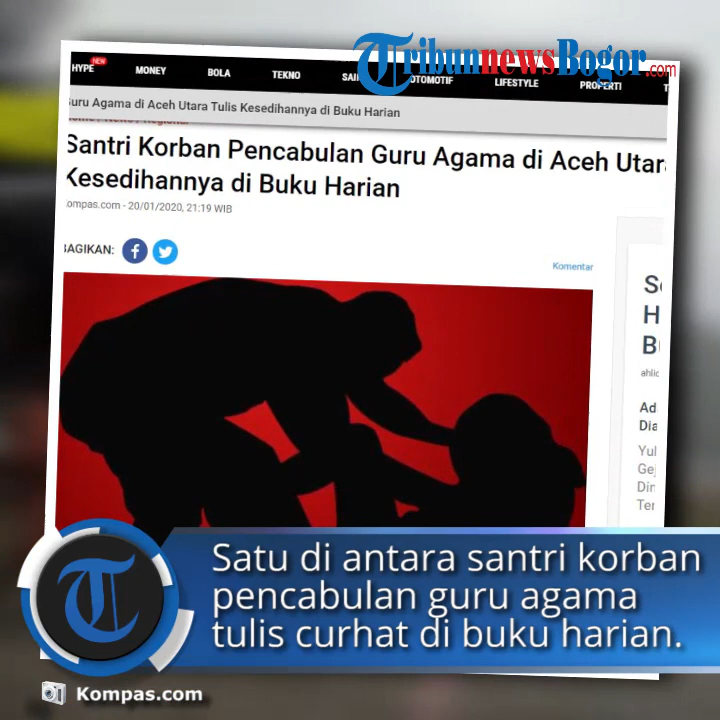 TribunnewsBogor.com
HYPE NEW MONEY BOLA TEKNO OTOMOTIF LIFESTYLE PROPERTI
Guru Agama di Aceh Utara Tulis Kesedihannya di Buku Harian
Santri Korban Pencabulan Guru Agama di Aceh Utara
Kesedihannya di Buku Harian
Kompas.com - 20/01/2020, 21:19 WIB
BAGIKAN:
Komentar
Satu di antara santri korban
pencabulan guru agama
tulis curhat di buku harian.
Kompas.com